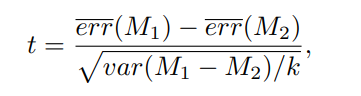 t = \frac{\overline{err}(M_1) - \overline{err}(M_2)}{\sqrt{var(M_1 - M_2)/k}},